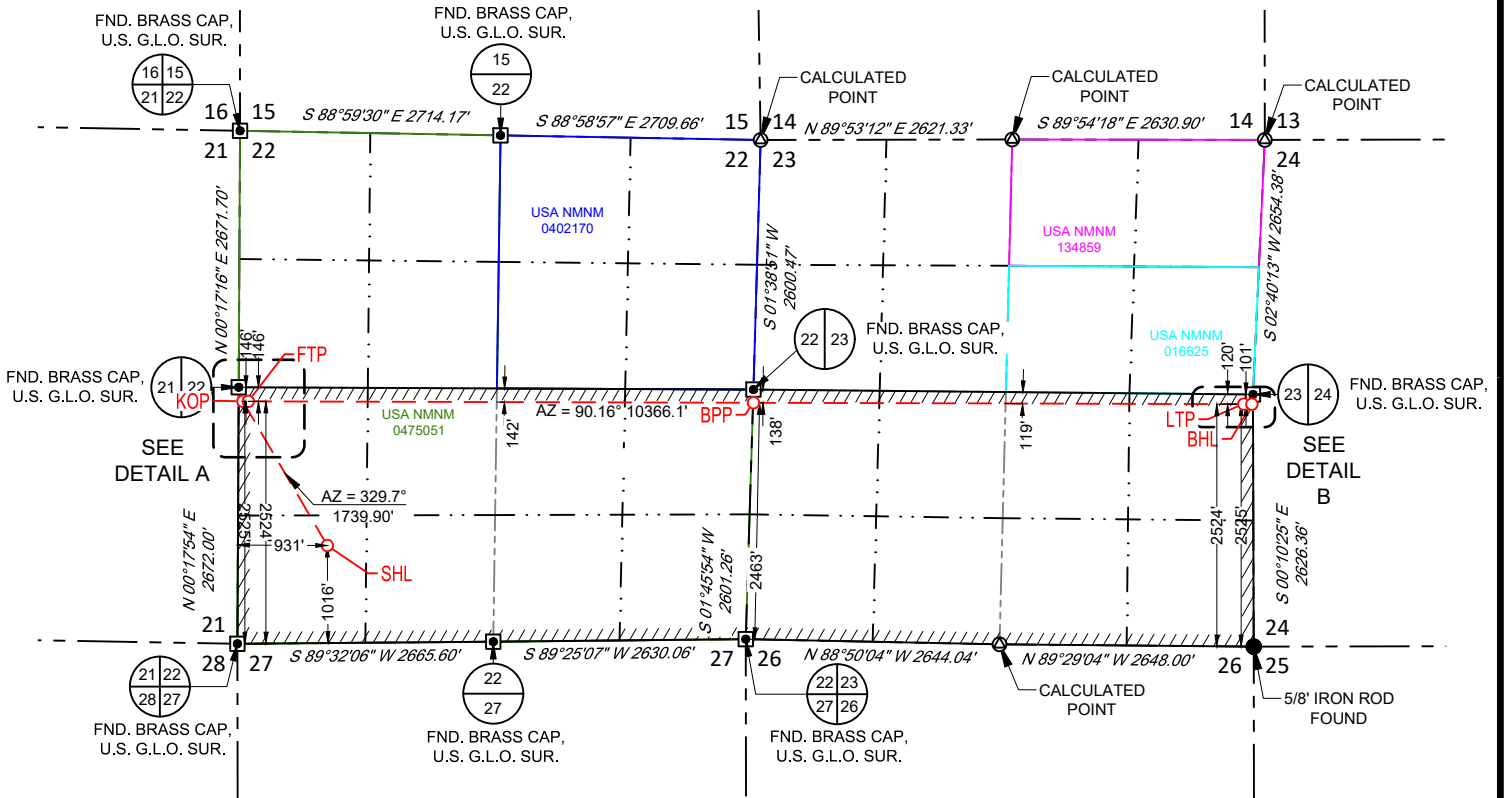 FND. BRASS CAP,
U.S. G.L.O. SUR.
16 15
21 22
FND. BRASS CAP,
U.S. G.L.O. SUR.
15
22
CALCULATED
POINT
CALCULATED
POINT
CALCULATED
POINT
16 15
21 22
S 88°59'30" E 2714.17'
S 88°58'57" E 2709.66'
15 14
22 23
N 89°53'12" E 2621.33'
S 89°54'18" E 2630.90'
14 13
24
N 00°17'16" E 2671.70'
USA NMNM
0402170
S 01°38'51" W
2600.47'
USA NMNM
134859
S 02°40'13" W 2654.38'
USA NMNM
016625
22 23
FND. BRASS CAP,
U.S. G.L.O. SUR.
146'
146'
FTP
120'
101'
FND. BRASS CAP,
U.S. G.L.O. SUR.
21 22
KOP
USA NMNM
0475051
142'
AZ = 90.16° 10366.1'
BPP
138'
119'
LTP
BHL
23 24
FND. BRASS CAP,
U.S. G.L.O. SUR.
SEE
DETAIL A
SEE
DETAIL
B
AZ = 329.7°
1739.90'
N 00°17'54" E
2672.00'
2525'
2524'
931'
SHL
1016'
S 01°45'54" W
2601.26'
2463'
2524'
2525'
S 00°10'25" E
2626.36'
21
28 27
S 89°32'06" W 2665.60'
S 89°25'07" W 2630.06'
27 26
N 88°50'04" W 2644.04'
N 89°29'04" W 2648.00'
24
26 25
21 22
28 27
FND. BRASS CAP,
U.S. G.L.O. SUR.
22
27
FND. BRASS CAP,
U.S. G.L.O. SUR.
22 23
27 26
FND. BRASS CAP,
U.S. G.L.O. SUR.
CALCULATED
POINT
5/8' IRON ROD
FOUND